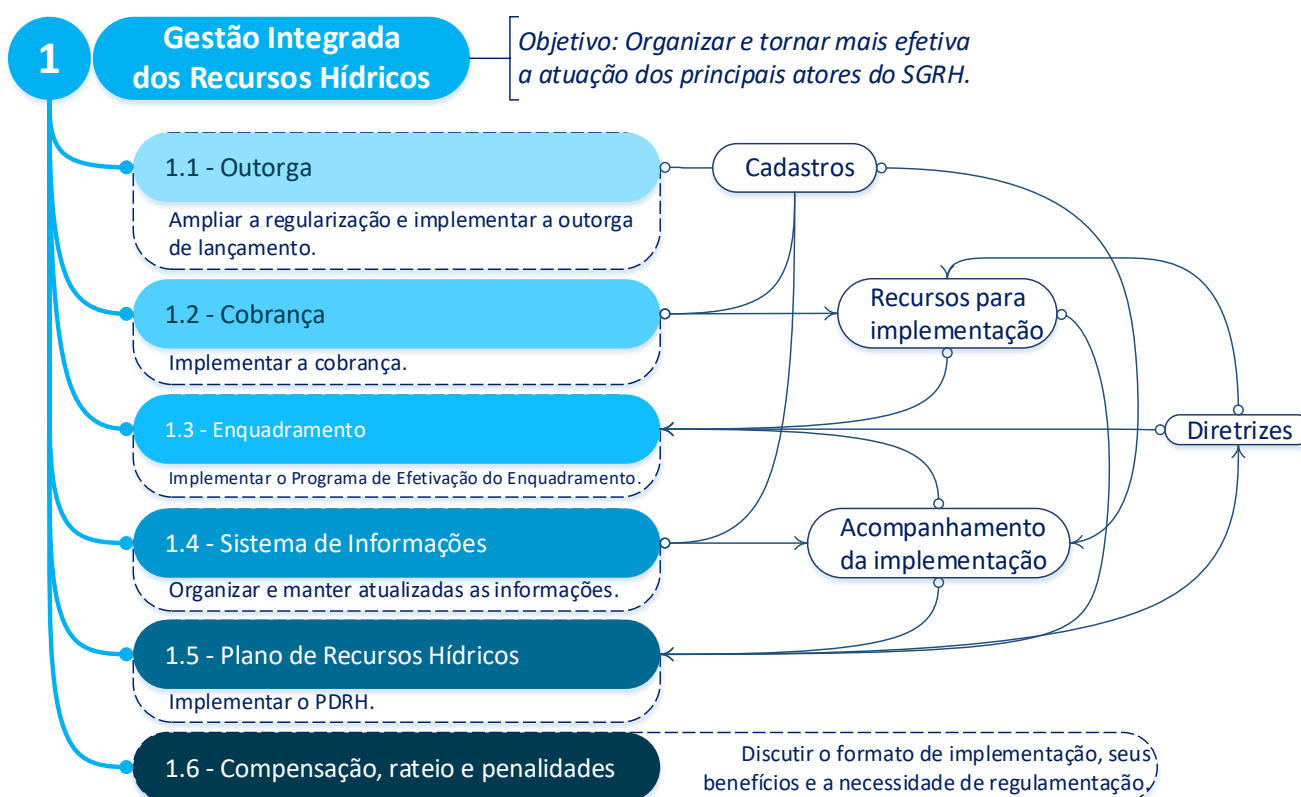 1
Gestão Integrada
dos Recursos Hídricos
Objetivo: Organizar e tornar mais efetiva
a atuação dos principais atores do SGRH.
1.1 - Outorga
Cadastros
Ampliar a regularização e implementar a outorga
de lançamento.
1.2 - Cobrança
Recursos para
implementação
Implementar a cobrança.
1.3 - Enquadramento
Diretrizes
Implementar o Programa de Efetivação do Enquadramento.
1.4 - Sistema de Informações
Acompanhamento
da implementação
Organizar e manter atualizadas as informações.
1.5 - Plano de Recursos Hídricos
Implementar o PDRH.
1.6 - Compensação, rateio e penalidades
Discutir o formato de implementação, seus
benefícios e a necessidade de regulamentação.